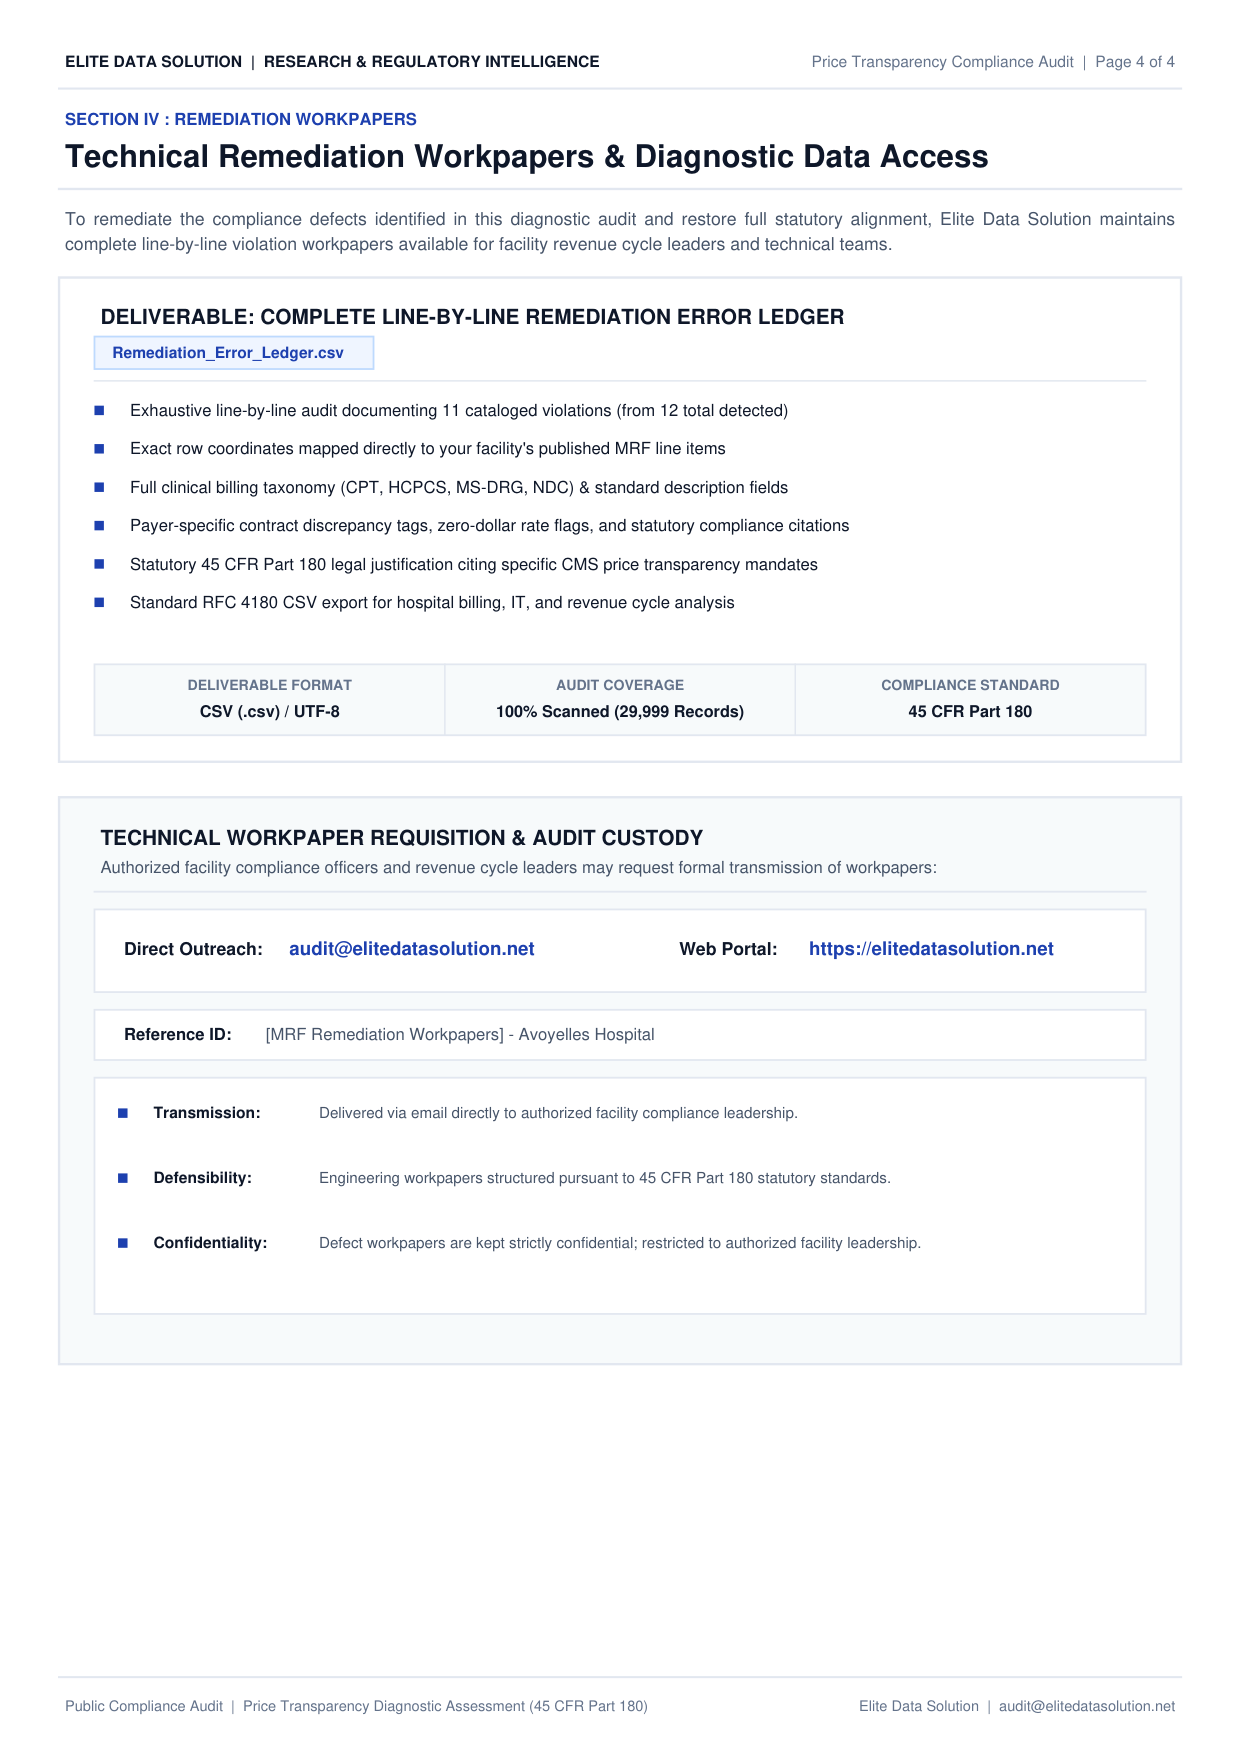 ELITE DATA SOLUTION | RESEARCH & REGULATORY INTELLIGENCE
Price Transparency Compliance Audit | Page 4 of 4
SECTION IV : REMEDIATION WORKPAPERS
Technical Remediation Workpapers & Diagnostic Data Access
To remediate the compliance defects identified in this diagnostic audit and restore full statutory alignment, Elite Data Solution maintains
complete line-by-line violation workpapers available for facility revenue cycle leaders and technical teams.
DELIVERABLE: COMPLETE LINE-BY-LINE REMEDIATION ERROR LEDGER
Remediation_Error_Ledger.csv
■ Exhaustive line-by-line audit documenting 11 cataloged violations (from 12 total detected)
■ Exact row coordinates mapped directly to your facility's published MRF line items
■ Full clinical billing taxonomy (CPT, HCPCS, MS-DRG, NDC) & standard description fields
■ Payer-specific contract discrepancy tags, zero-dollar rate flags, and statutory compliance citations
■ Statutory 45 CFR Part 180 legal justification citing specific CMS price transparency mandates
■ Standard RFC 4180 CSV export for hospital billing, IT, and revenue cycle analysis
DELIVERABLE FORMAT
CSV (.csv) / UTF-8
AUDIT COVERAGE
100% Scanned (29,999 Records)
COMPLIANCE STANDARD
45 CFR Part 180
TECHNICAL WORKPAPER REQUISITION & AUDIT CUSTODY
Authorized facility compliance officers and revenue cycle leaders may request formal transmission of workpapers:
Direct Outreach: audit@elitedatasolution.net
Web Portal: https://elitedatasolution.net
Reference ID: [MRF Remediation Workpapers] - Avoyelles Hospital
■ Transmission: Delivered via email directly to authorized facility compliance leadership.
■ Defensibility: Engineering workpapers structured pursuant to 45 CFR Part 180 statutory standards.
■ Confidentiality: Defect workpapers are kept strictly confidential; restricted to authorized facility leadership.
Public Compliance Audit | Price Transparency Diagnostic Assessment (45 CFR Part 180)
Elite Data Solution | audit@elitedatasolution.net